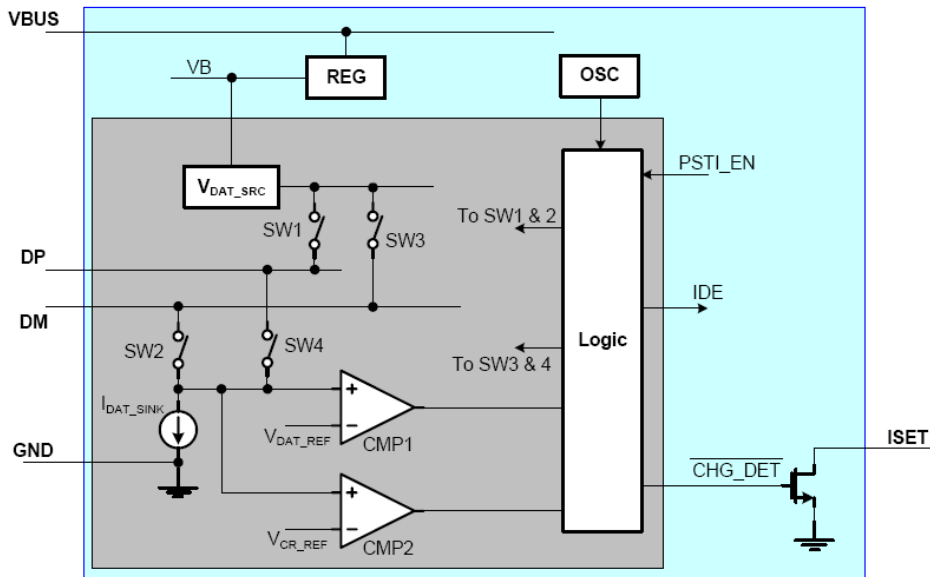 VBUS
VB
REG
OSC
PSTI_EN
VDAT_SRC
To SW1 & 2
SW1
SW3
DP
IDE
DM
Logic
SW2
SW4
To SW3 & 4
IDAT_SINK
VDAT_REF
CMP1
GND
ISET
CHG_DET
VCR_REF
CMP2
+
−
+
−